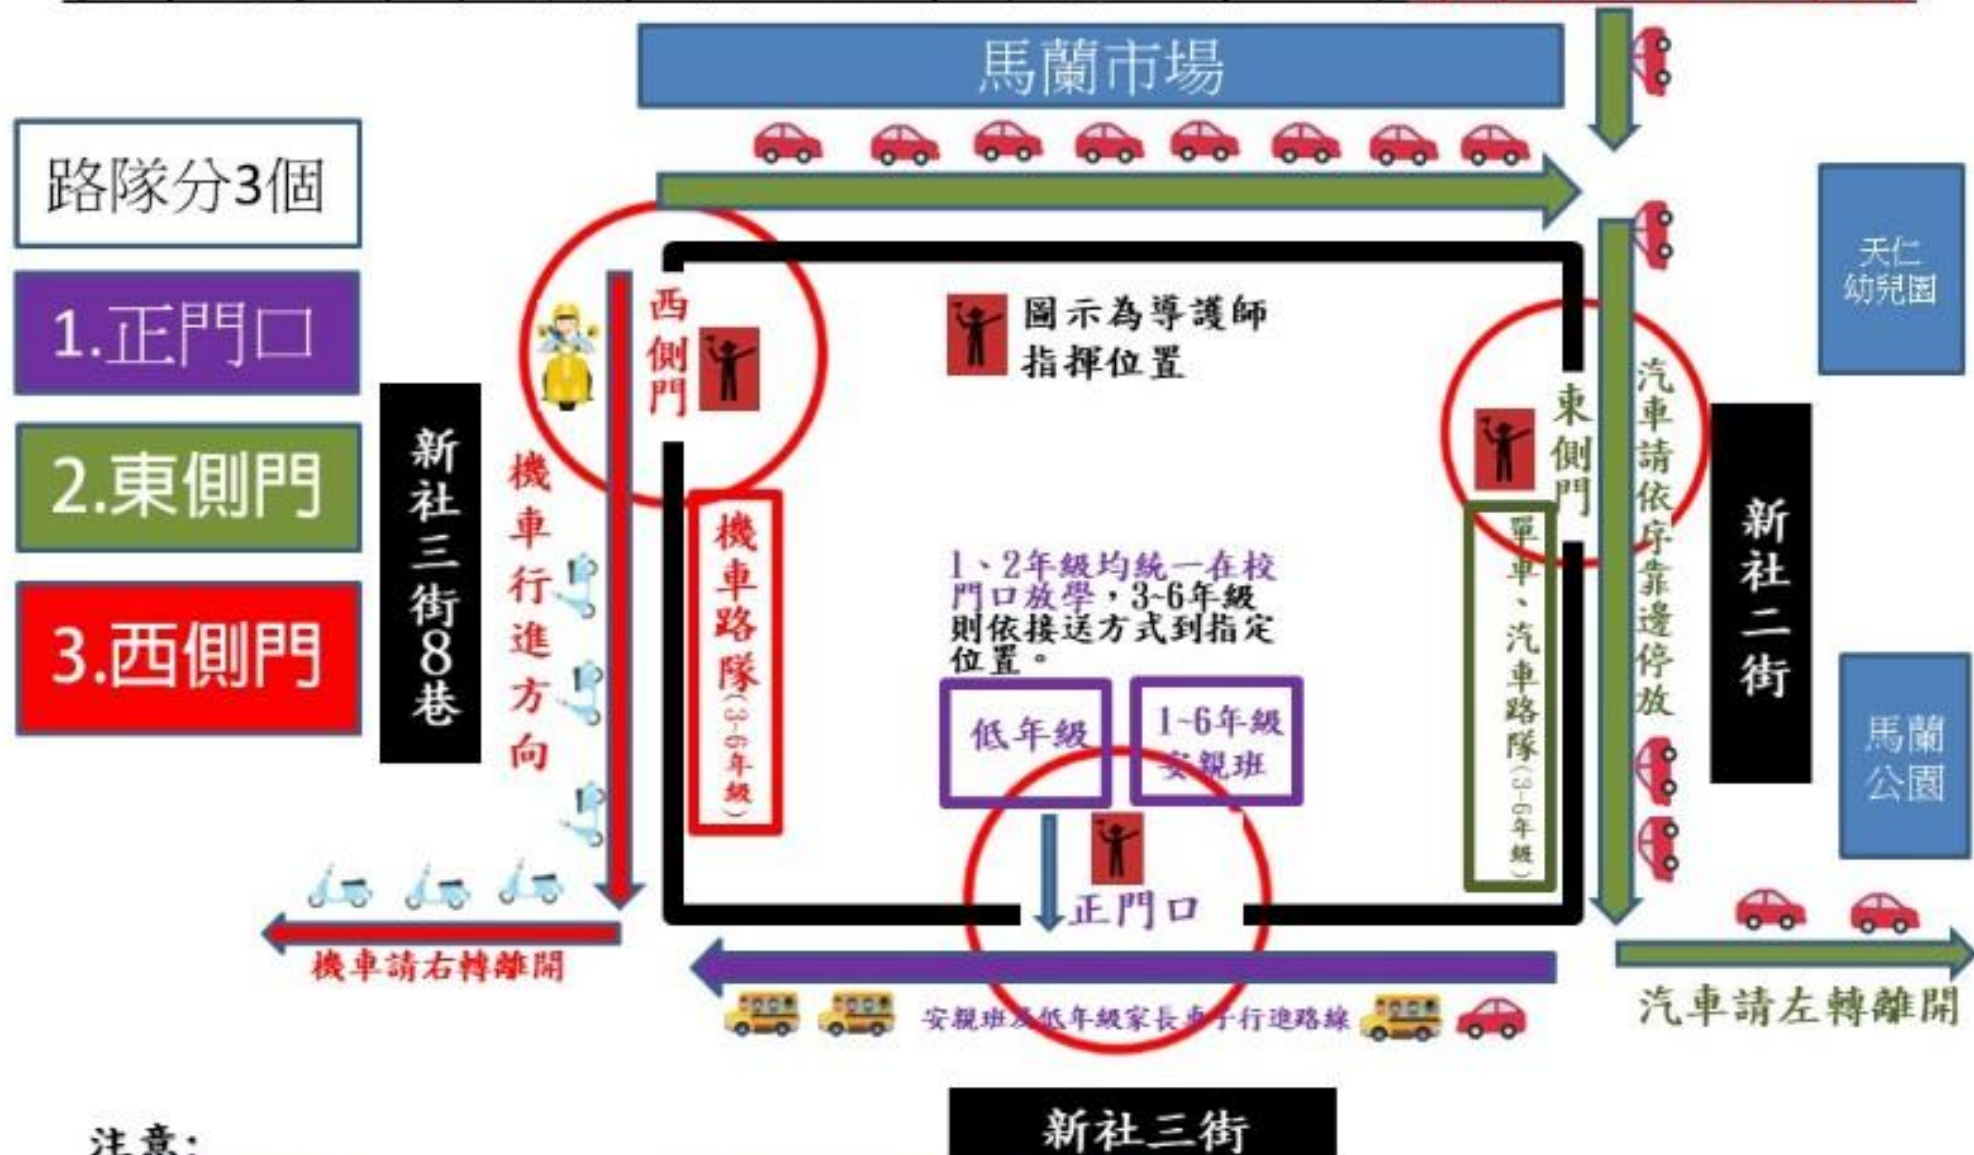 馬蘭市場
路隊分3個
1.正門口
2.東側門
3.西側門
天仁
幼兒園
西側門
圖示為導護師
指揮位置
東側門
汽車請依序靠邊停放
新社三街8巷
機車行進方向
機車路隊(3-6年級)
1、2年級均統一在校
門口放學，3~6年級
則依接送方式到指定
位置。
單車、汽車路隊(3-6年級)
新社二街
低年級
1~6年級
安親班
馬蘭
公園
正門口
機車請右轉離開
安親班及低年級家長車子行進路線
汽車請左轉離開
新社三街
注意: